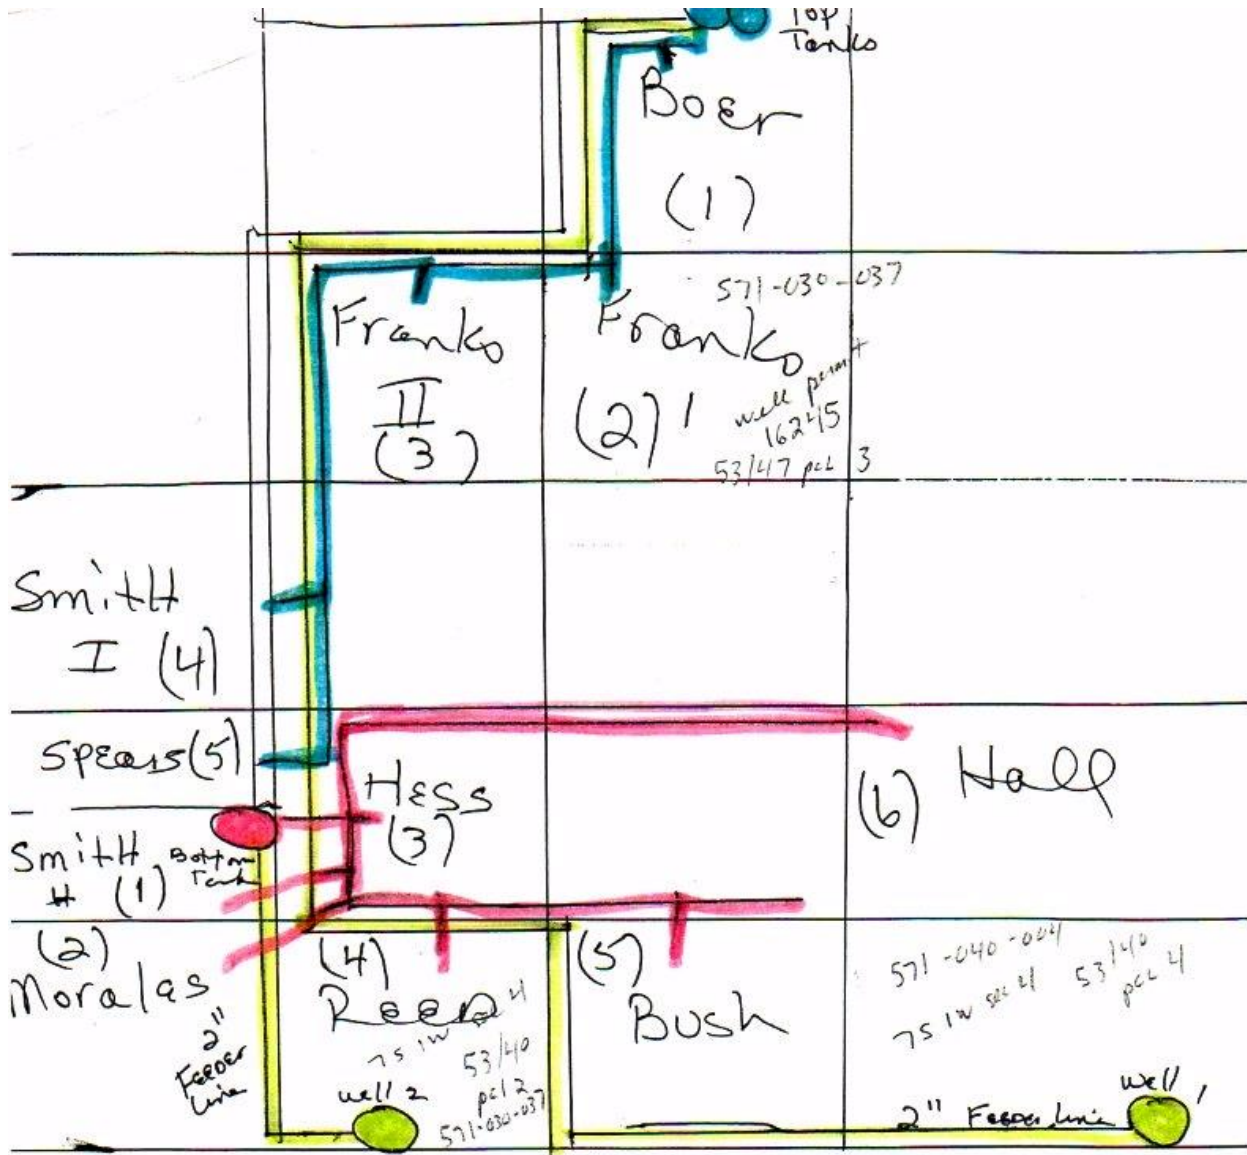 Top
Tanks
Boer
(1)
571-030-037
Franko
II
(3)
Franko
(2) 1
well permit
16245
53/47 pcl 3
Smith
I (4)
Spears (5)
Hess
(3)
(6) Hall
Smith
II (1)
Bottom
Tank
(2)
Moralas
2"
Feeder
Line
(4)
Reed
7S 1W 4
53/40
pcl 2
571-030-037
well 2
(5)
Bush
571-040-004
7S 1W sec 4
53/40
pcl 4
well 1
2" Feeder Line